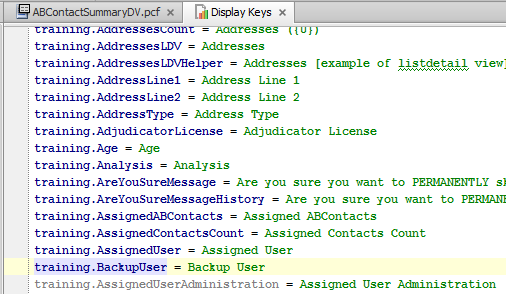 ABContactSummaryDV.pcf Display Keys
training.AddressesCount = Addresses ({0})
training.AddressesLDV = Addresses
training.AddressesLDVHelper = Addresses [example of listdetail view]
training.AddressLine1 = Address Line 1
training.AddressLine2 = Address Line 2
training.AddressType = Address Type
training.AdjudicatorLicense = Adjudicator License
training.Age = Age
training.Analysis = Analysis
training.AreYouSureMessage = Are you sure you want to PERMANENTLY
training.AreYouSureMessageHistory = Are you sure you want to
training.AssignedABContacts = Assigned ABContacts
training.AssignedContactsCount = Assigned Contacts Count
training.AssignedUser = Assigned User
training.BackupUser = Backup User
training.AssignedUserAdministration = Assigned User Administration